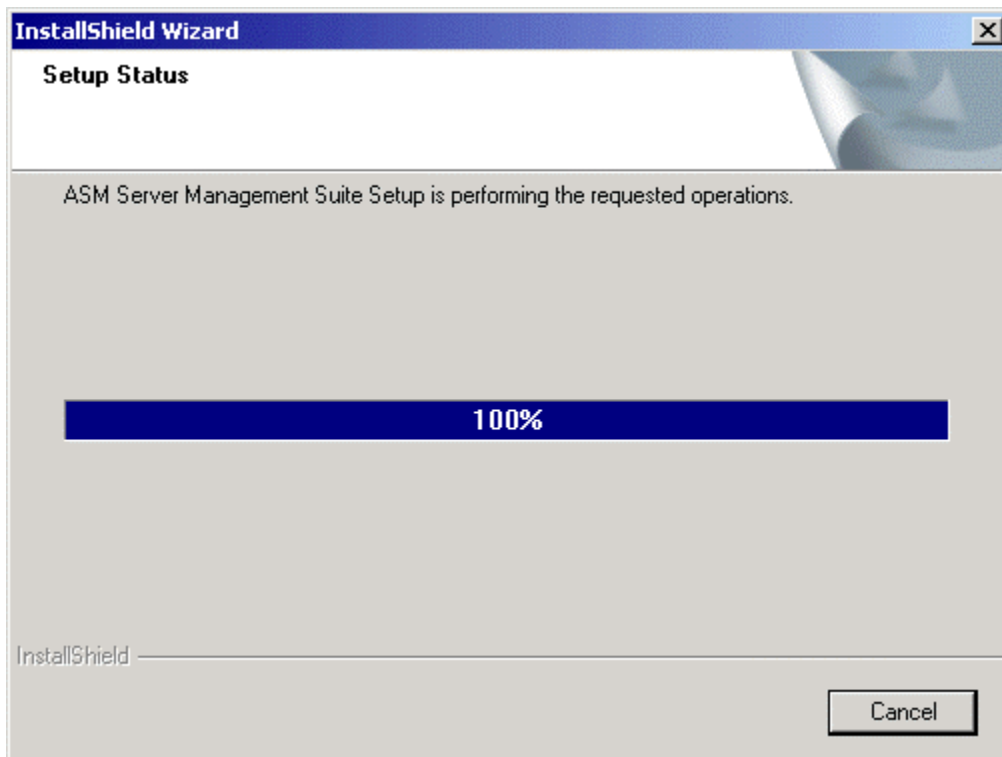 InstallShield Wizard
Setup Status
ASM Server Management Suite Setup is performing the requested operations.
100%
InstallShield
Cancel